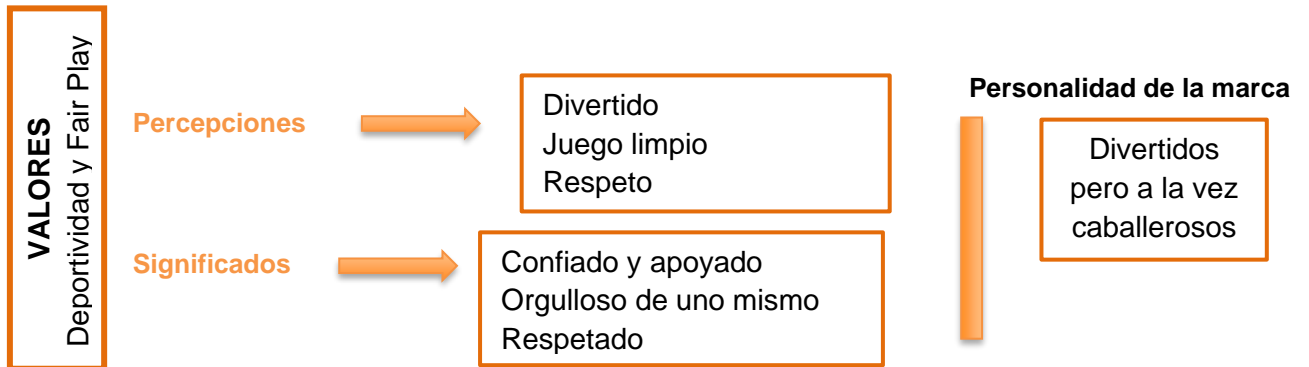 VALORES
Deportividad y Fair Play
Percepciones
Divertido
Juego limpio
Respeto
Significados
Confiado y apoyado
Orgulloso de uno mismo
Respetado
Personalidad de la marca
Divertidos
pero a la vez
caballerosos